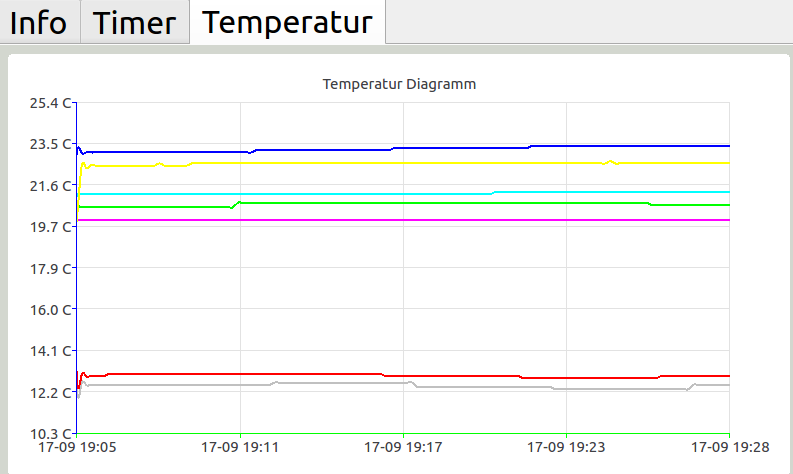 Info Timer Temperatur
Temperatur Diagramm
25.4 C
23.5 C
21.6 C
19.7 C
17.9 C
16.0 C
14.1 C
12.2 C
10.3 C
17-09 19:05 17-09 19:11 17-09 19:17 17-09 19:23 17-09 19:28